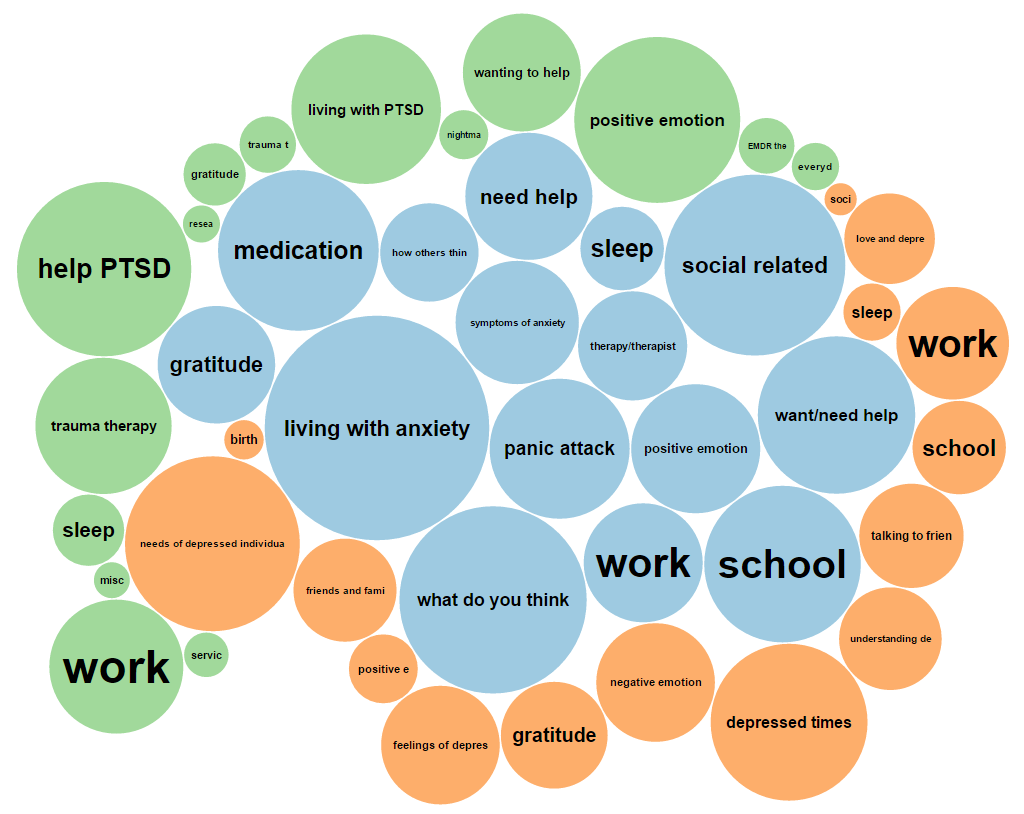 wanting to help
living with PTSD
positive emotion
nightma
trauma t
EMDR the
everyd
gratitude
need help
soci
resea
medication
how others thin
sleep
social related
love and depre
help PTSD
symptoms of anxiety
sleep
therapy/therapist
work
gratitude
trauma therapy
birth
living with anxiety
panic attack
positive emotion
want/need help
school
sleep
needs of depressed individua
talking to frien
misc
friends and fami
what do you think
work
school
work
servic
positive e
negative emotion
understanding de
feelings of depres
gratitude
depressed times